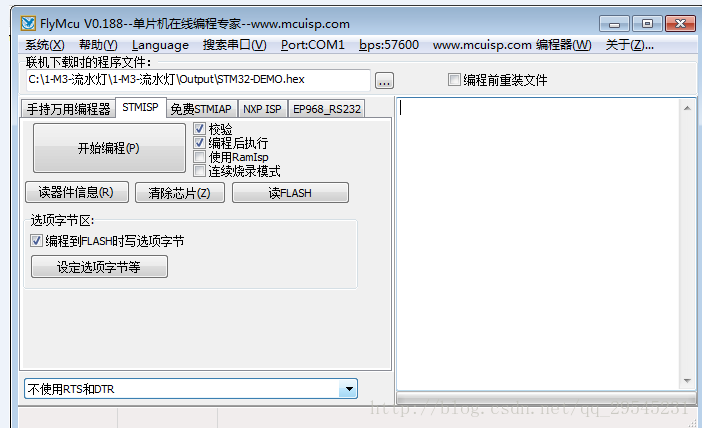 FlyMcu V0.188--单片机在线编程专家--www.mcuisp.com
系统(X) 帮助(Y) Language 搜索串口(V) Port:COM1 bps:57600 www.mcuisp.com 编程器(W) 关于(Z)...
联机下载时的程序文件：
C:\1-M3-流水灯\1-M3-流水灯\Output\STM32-DEMO.hex ... 编程前重装文件
手持万用编程器 STMISP 免费STMIAP NXP ISP EP968_RS232
开始编程(P)
校验
编程后执行
使用RamIsp
连续烧录模式
读器件信息(R) 清除芯片(Z) 读FLASH
选项字节区:
编程到FLASH时写选项字节
设定选项字节等
不使用RTS和DTR
http://blog.csdn.net/qq_29545231